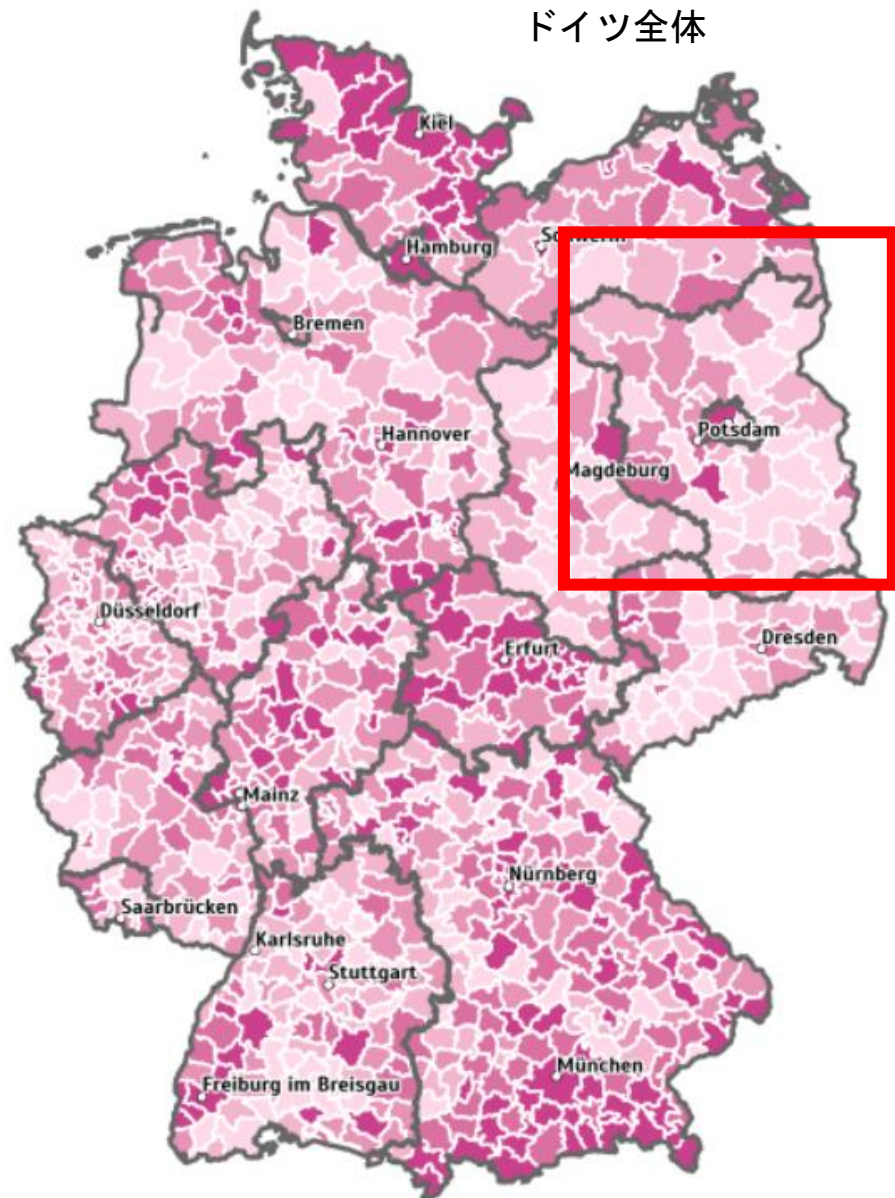 ドイツ全体
Kiel
Schwerin
Hamburg
Bremen
Hannover
Potsdam
Magdeburg
Düsseldorf
Erfurt
Dresden
Mainz
Nürnberg
Saarbrücken
Karlsruhe
Stuttgart
München
Freiburg im Breisgau